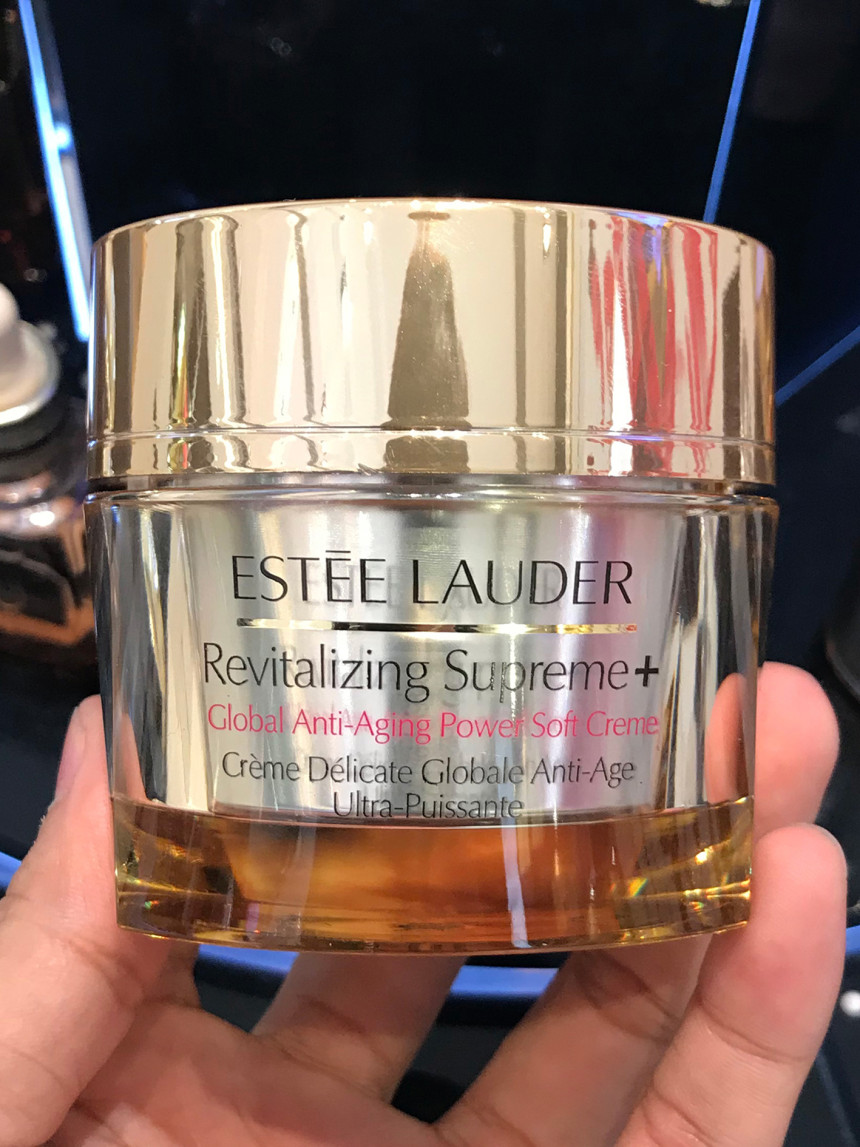 ESTĒE LAUDER
Revitalizing Supreme+
Global Anti-Aging Power Soft Creme
Crème Délicate Globale Anti-Age
Ultra-Puissante